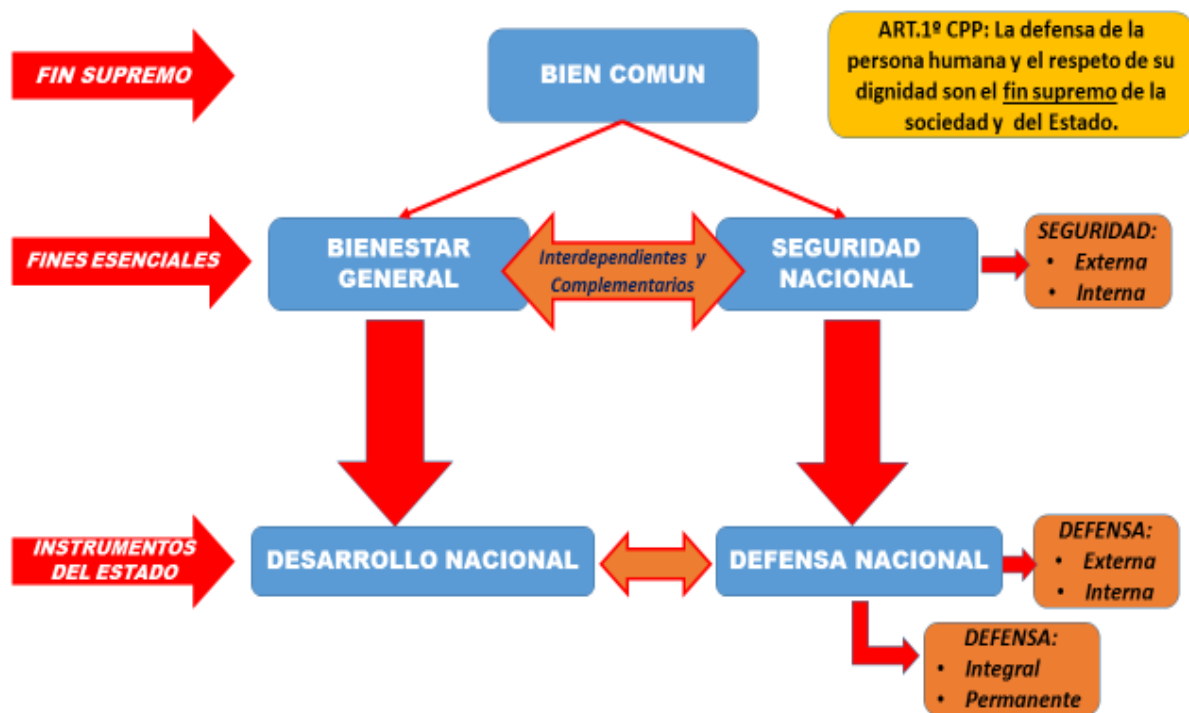 FIN SUPREMO
BIEN COMUN
ART.1º CPP: La defensa de la
persona humana y el respeto de su
dignidad son el fin supremo de la
sociedad y del Estado.
FINES ESENCIALES
BIENESTAR
GENERAL
Interdependientes y
Complementarios
SEGURIDAD
NACIONAL
SEGURIDAD:
• Externa
• Interna
INSTRUMENTOS
DEL ESTADO
DESARROLLO NACIONAL
DEFENSA NACIONAL
DEFENSA:
• Externa
• Interna
DEFENSA:
• Integral
• Permanente